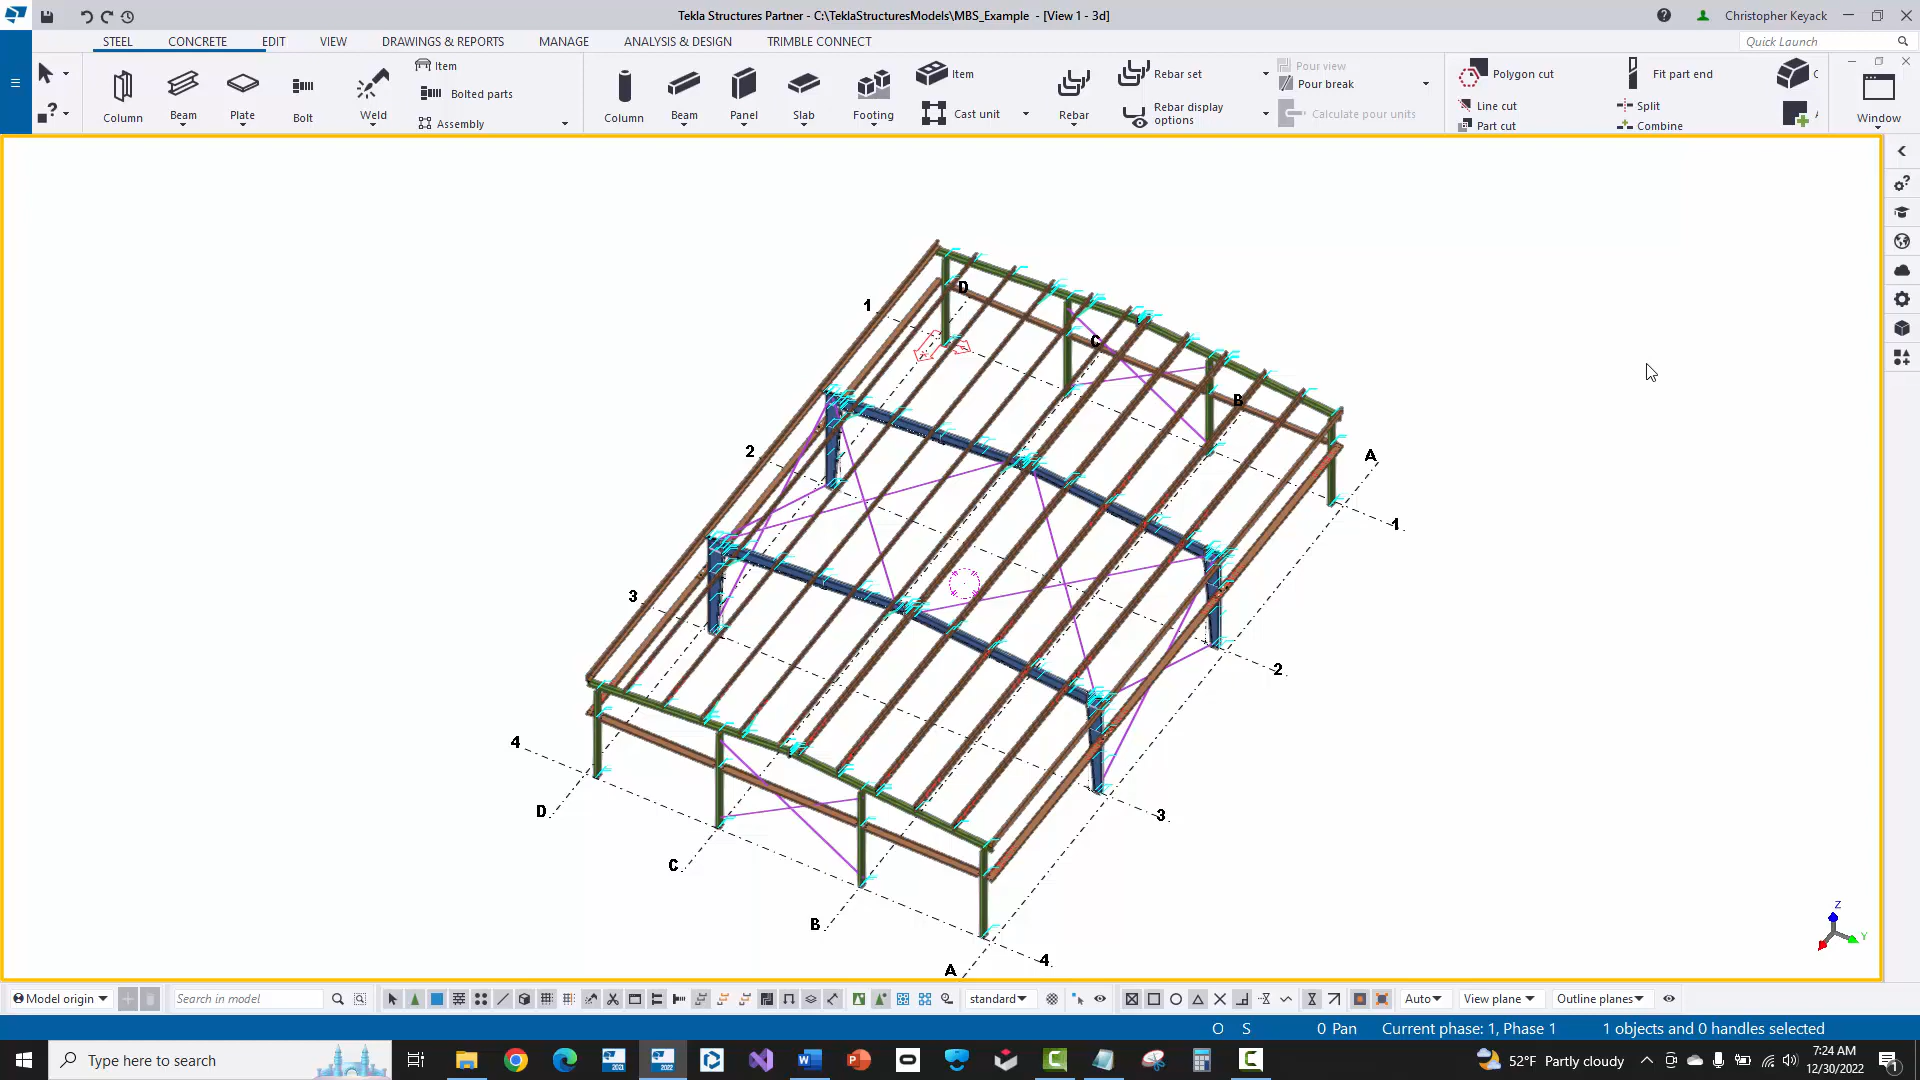 Tekla Structures Partner - C:\TeklaStructuresModels\MBS_Example - [View 1 - 3d]
Christopher Keyack
STEEL CONCRETE EDIT VIEW DRAWINGS & REPORTS MANAGE ANALYSIS & DESIGN TRIMBLE CONNECT
Quick Launch
Column Beam Plate Bolt Weld
Item
Bolted parts
Assembly
Column Beam Panel Slab Footing
Item
Cast unit
Rebar
Rebar set
Rebar display
options
Pour view
Pour break
Calculate pour units
Polygon cut
Line cut
Part cut
Fit part end
Split
Combine
Window
D
1
C
B
2
A
1
3
2
4
D
3
C
B
4
A
Z
Y
Model origin
Search in model
standard
Auto
View plane
Outline planes
O S 0 Pan Current phase: 1, Phase 1 1 objects and 0 handles selected
Type here to search
2021
2022
52°F Partly cloudy
7:24 AM
12/30/2022
1